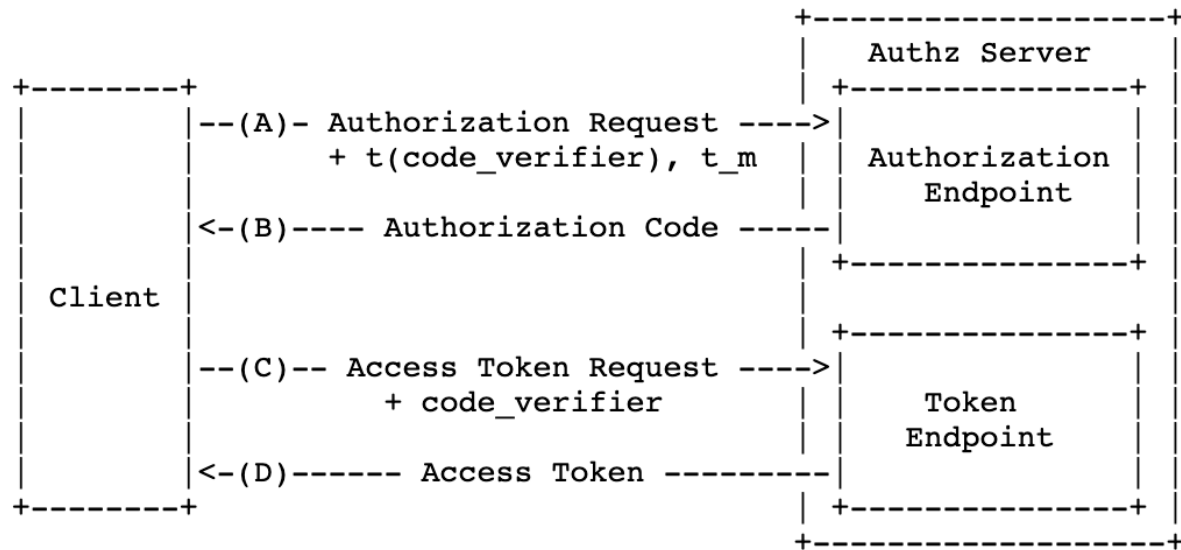 Authz Server
--(A)- Authorization Request ---->
+ t(code_verifier), t_m
Authorization
Endpoint
<-(B)---- Authorization Code -----
Client
--(C)-- Access Token Request ---->
+ code_verifier
Token
Endpoint
<-(D)------ Access Token ---------